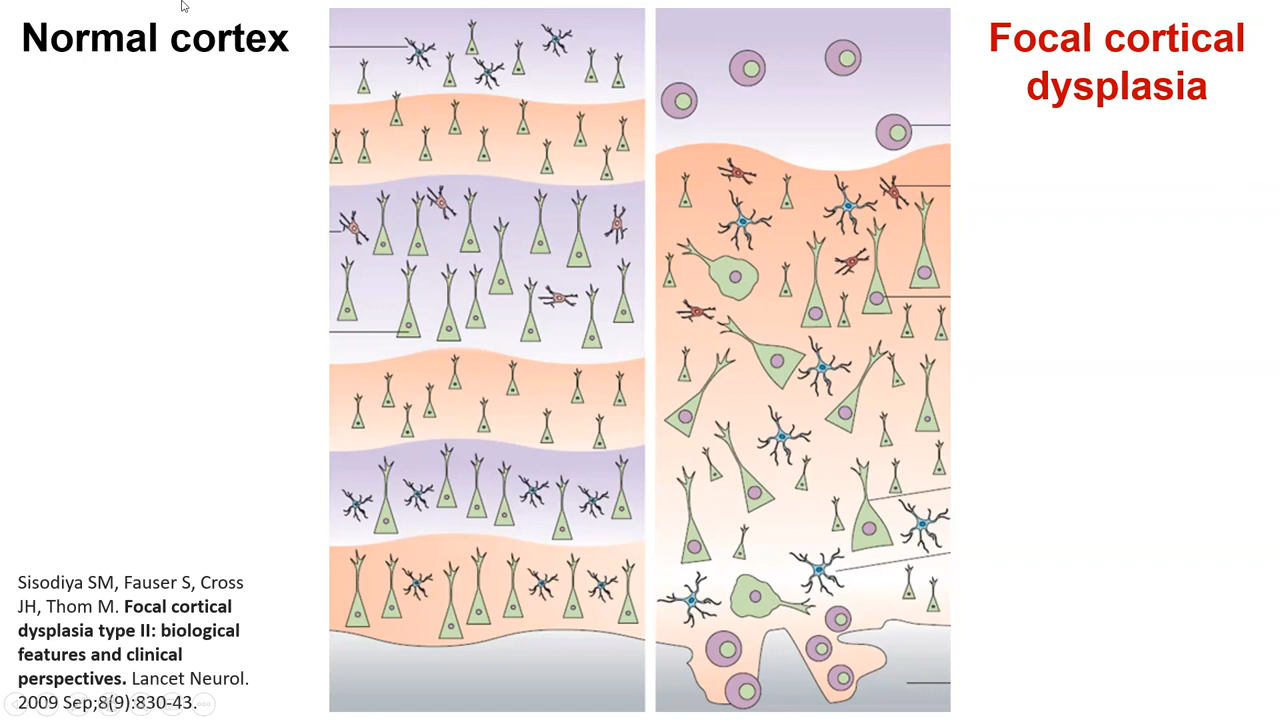 Normal cortex
Focal cortical
dysplasia
Sisodiya SM, Fauser S, Cross
JH, Thom M. Focal cortical
dysplasia type II: biological
features and clinical
perspectives. Lancet Neurol.
2009 Sep;8(9):830-43.